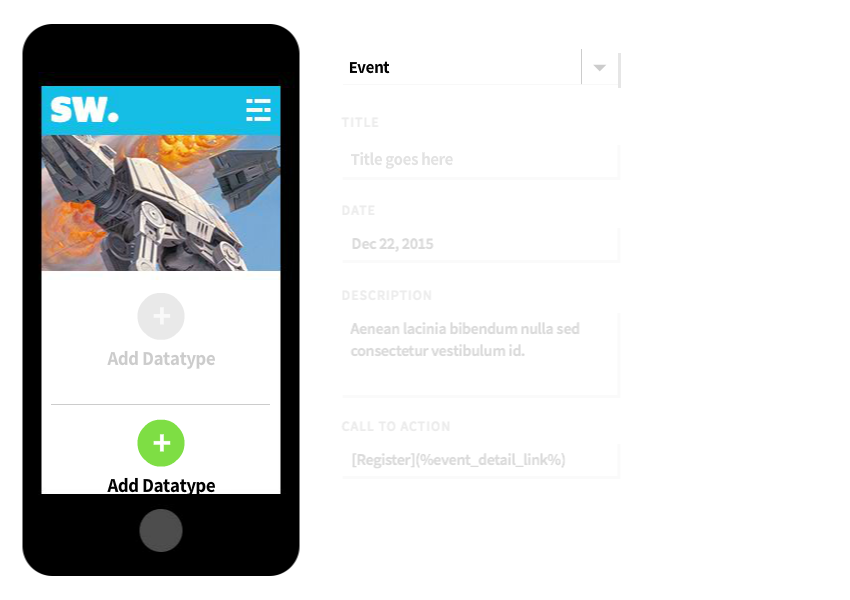 SW.
Add Datatype
Add Datatype
Event
TITLE
Title goes here
DATE
Dec 22, 2015
DESCRIPTION
Aenean lacinia bibendum nulla sed
consectetur vestibulum id.
CALL TO ACTION
[Register](%event_detail_link%)